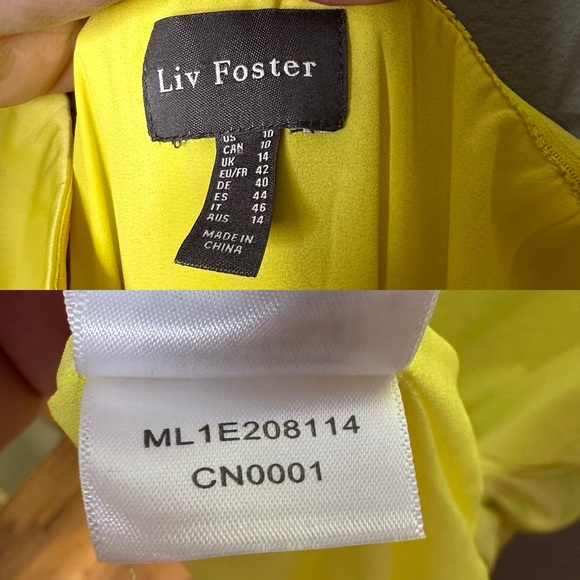 Liv Foster
US 10
CAN 10
UK 14
EU/FR 42
DE 40
ES 44
IT 46
AUS 14
MADE IN
CHINA
ML1E208114
CN0001